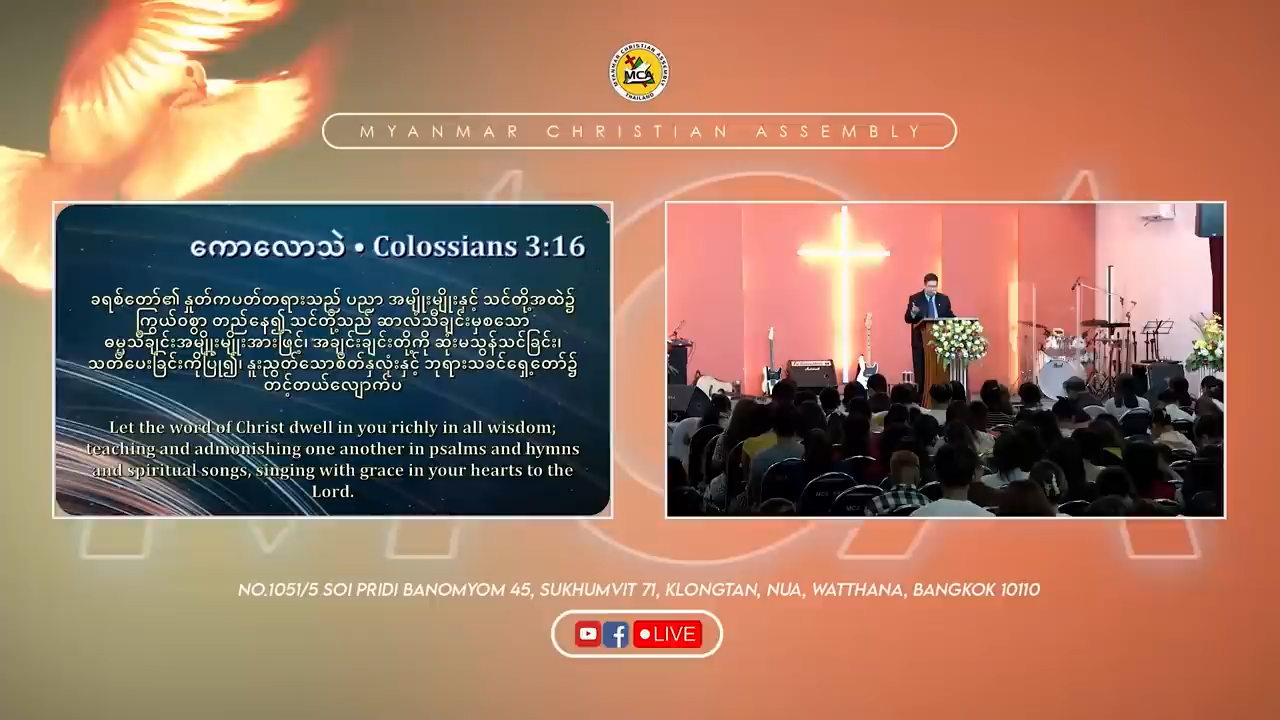 MYANMAR CHRISTIAN ASSEMBLY
MCA
THAILAND
MYANMAR CHRISTIAN ASSEMBLY
ကောလောသဲ • Colossians 3:16
ခရစ်တော်၏ နှုတ်ကပတ်တရားသည် ပညာ အမျိုးမျိုးနှင့် သင်တို့အထဲ၌
ကြွယ်ဝစွာ တည်နေ၍ သင်တို့သည် ဆာလံသီချင်းမှစသော
ဓမ္မသီချင်းအမျိုးမျိုးအားဖြင့်၊ အချင်းချင်းတို့ကို ဆုံးမသွန်သင်ခြင်း၊
သတိပေးခြင်းကိုပြု၍၊ နူးညွတ်သောစိတ်နှလုံးနှင့် ဘုရားသခင်ရှေ့တော်၌
တင့်တယ်လျောက်ပ
Let the word of Christ dwell in you richly in all wisdom;
teaching and admonishing one another in psalms and hymns
and spiritual songs, singing with grace in your hearts to the
Lord.
MCA
NO.1051/5 SOI PRIDI BANOMYOM 45, SUKHUMVIT 71, KLONGTAN, NUA, WATTHANA, BANGKOK 10110
LIVE